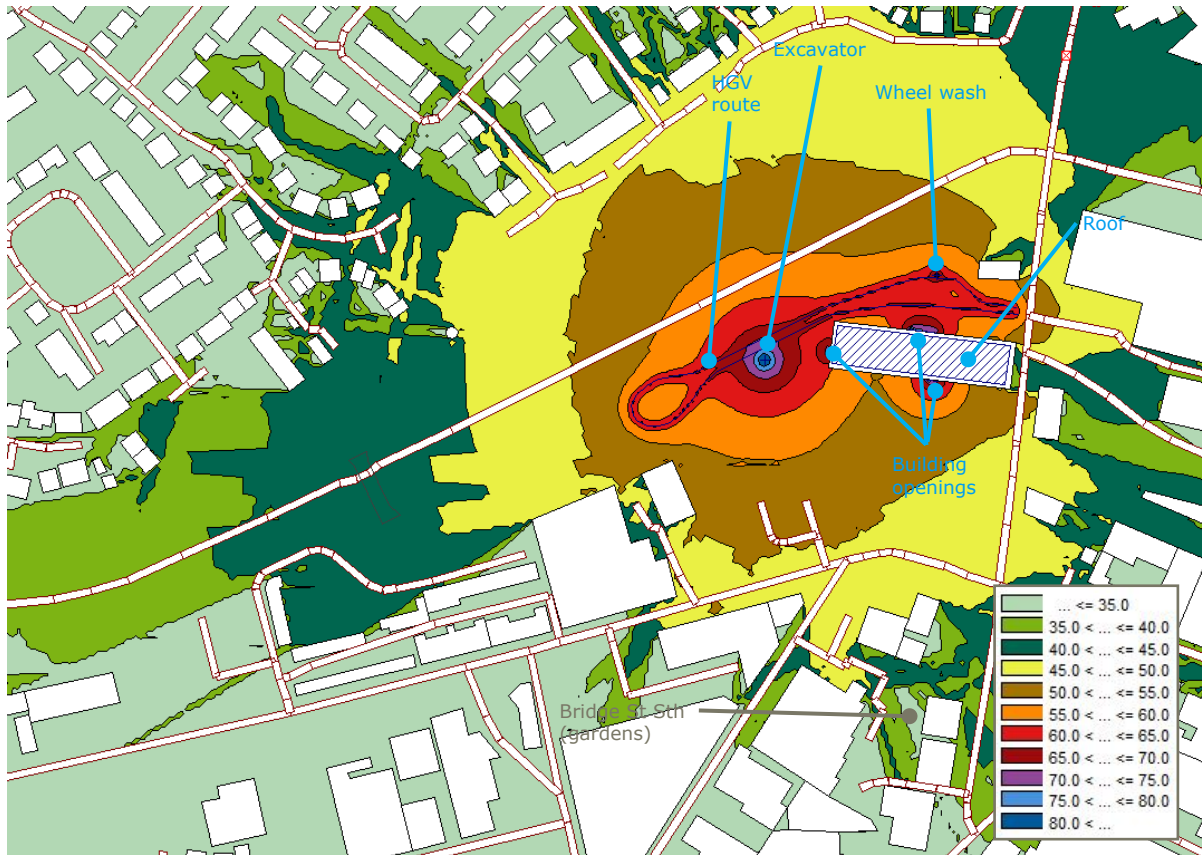 Excavator
HGV
route
Wheel wash
Roof
Building
openings
Bridge St Sth
(gardens)
... <= 35.0
35.0 < ... <= 40.0
40.0 < ... <= 45.0
45.0 < ... <= 50.0
50.0 < ... <= 55.0
55.0 < ... <= 60.0
60.0 < ... <= 65.0
65.0 < ... <= 70.0
70.0 < ... <= 75.0
75.0 < ... <= 80.0
80.0 < ...